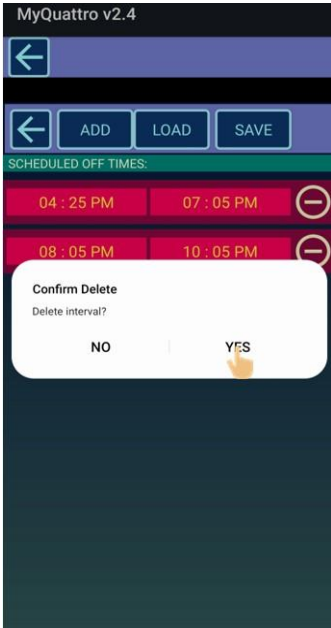 MyQuattro v2.4
ADD LOAD SAVE
SCHEDULED OFF TIMES:
04 : 25 PM 07 : 05 PM
08 : 05 PM 10 : 05 PM
Confirm Delete
Delete interval?
NO YES